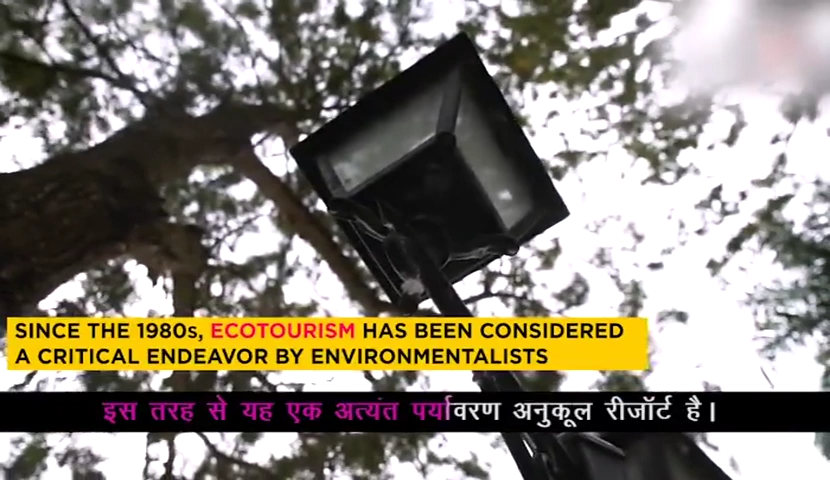 SINCE THE 1980s, ECOTOURISM HAS BEEN CONSIDERED
A CRITICAL ENDEAVOR BY ENVIRONMENTALISTS
इस तरह से यह एक अत्यंत पर्यावरण अनुकूल रीजॉर्ट है।